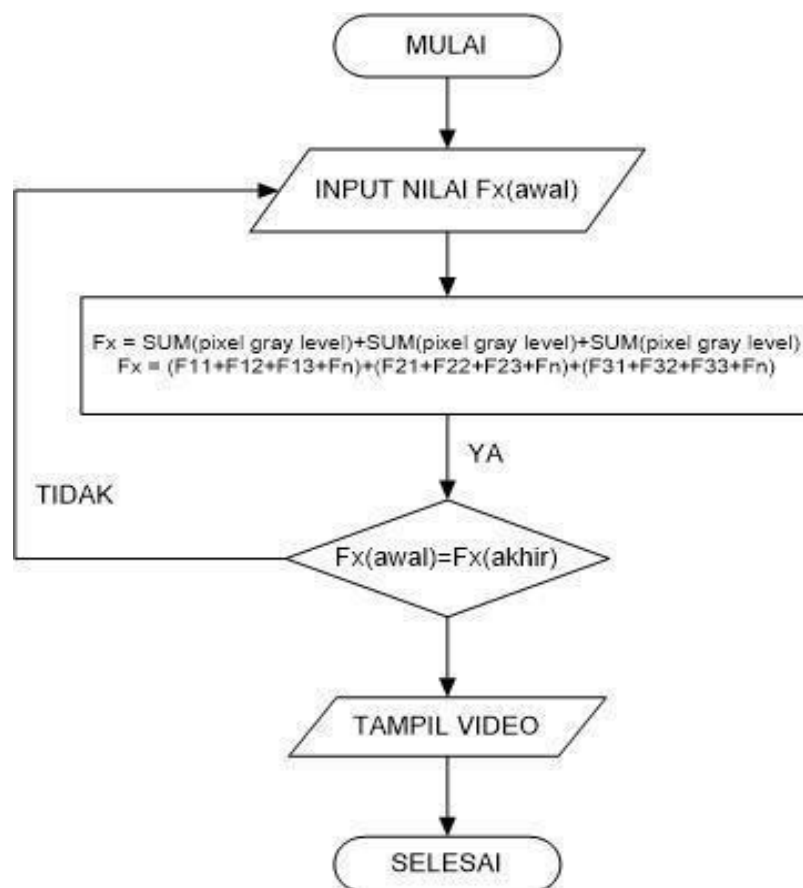 MULAI
INPUT NILAI Fx(awal)
Fx = SUM(pixel gray level)+SUM(pixel gray level)+SUM(pixel gray level)
Fx = (F11+F12+F13+Fn)+(F21+F22+F23+Fn)+(F31+F32+F33+Fn)
YA
TIDAK
Fx(awal)=Fx(akhir)
TAMPIL VIDEO
SELESAI